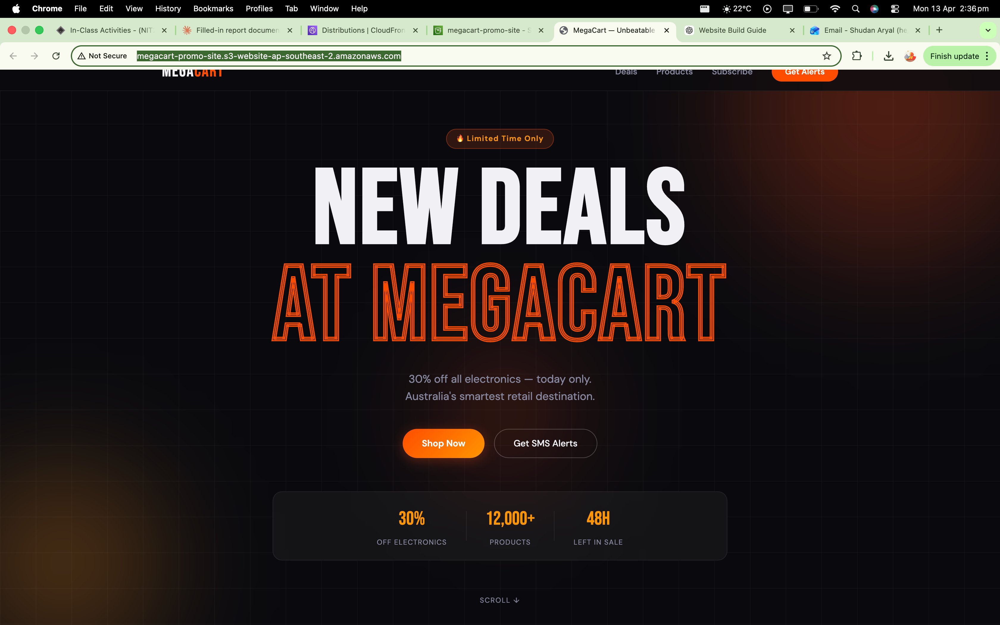 Chrome File Edit View History Bookmarks Profiles Tab Window Help 22°C Mon 13 Apr 2:36 pm
In-Class Activities - (NIT Filled-in report documen Distributions | CloudFron megacart-promo-site - S MegaCart — Unbeatable Website Build Guide Email - Shudan Aryal (he
Not Secure megacart-promo-site.s3-website-ap-southeast-2.amazonaws.com Finish update
MEGACART Deals Products Subscribe Get Alerts
🔥 Limited Time Only
NEW DEALS
AT MEGACART
30% off all electronics — today only.
Australia's smartest retail destination.
Shop Now Get SMS Alerts
30% 12,000+ 48H
OFF ELECTRONICS PRODUCTS LEFT IN SALE
SCROLL ↓